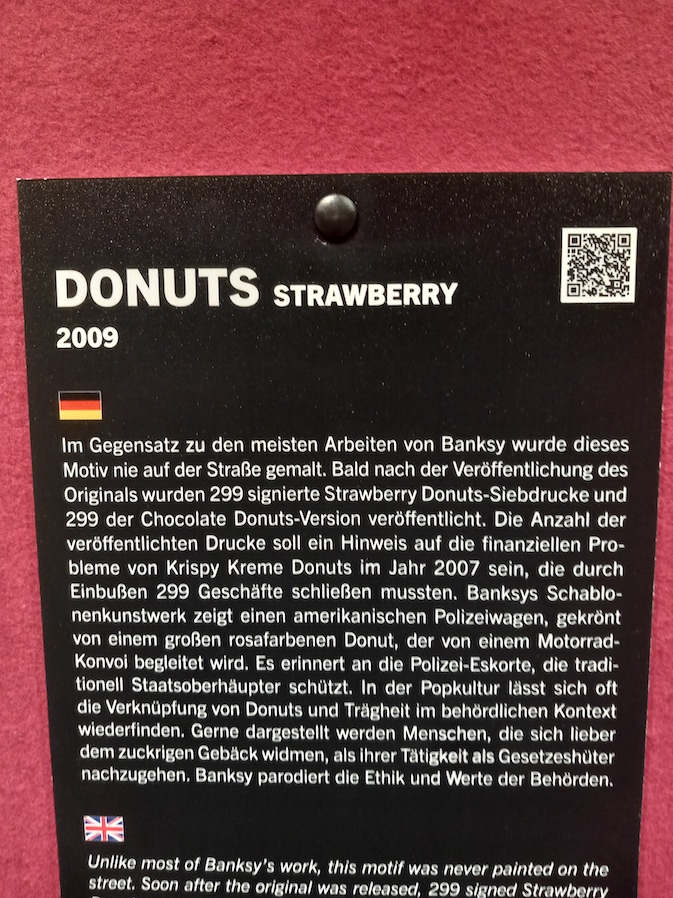 DONUTS STRAWBERRY
2009
Im Gegensatz zu den meisten Arbeiten von Banksy wurde dieses
Motiv nie auf der Straße gemalt. Bald nach der Veröffentlichung des
Originals wurden 299 signierte Strawberry Donuts-Siebdrucke und
299 der Chocolate Donuts-Version veröffentlicht. Die Anzahl der
veröffentlichten Drucke soll ein Hinweis auf die finanziellen Pro-
bleme von Krispy Kreme Donuts im Jahr 2007 sein, die durch
Einbußen 299 Geschäfte schließen mussten. Banksys Schablo-
nenkunstwerk zeigt einen amerikanischen Polizeiwagen, gekrönt
von einem großen rosafarbenen Donut, der von einem Motorrad-
Konvoi begleitet wird. Es erinnert an die Polizei-Eskorte, die tradi-
tionell Staatsoberhäupter schützt. In der Popkultur lässt sich oft
die Verknüpfung von Donuts und Trägheit im behördlichen Kontext
wiederfinden. Gerne dargestellt werden Menschen, die sich lieber
dem zuckrigen Gebäck widmen, als ihrer Tätigkeit als Gesetzeshüter
nachzugehen. Banksy parodiert die Ethik und Werte der Behörden.
Unlike most of Banksy's work, this motif was never painted on the
street. Soon after the original was released, 299 signed Strawberry